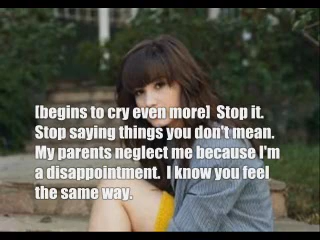 [begins to cry even more]  Stop it.
Stop saying things you don't mean.
My parents neglect me because I'm
a disappointment.  I know you feel
the same way.